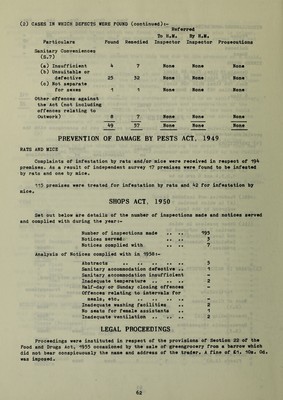 (2) CASES IN WHICH DEFECTS WERE FOUND (continued):-
Referred
To H.M. By H.M.
Particulars Found Remedied Inspector Inspector Prosecutions
Sanitary Conveniences
(S.7)
(a) Insufficient 4 7 None None None
(b) Unsuitable or
defective 25 32 None None None
(c) Not separate
for sexes 1 1 None None None
Other offences against
the Act (not including
offences relating to
Outwork) 8 7 None None None
49 57 None None None
PREVENTION OF DAMAGE BY PESTS ACT, 1949
RATS AND MICE
Complaints of infestation by rats and/or mice were received in respect of 194
premises. As a result of independent survey 17 premises were found to be infested
by rats and one by mice.
113 premises were treated for infestation by rats and 42 for infestation by
mice.
SHOPS ACT, 1950
Set out below are details of the number of inspections made and notices served
and complied with during the year:-
Number of inspections made .. .. 193
Notices served. .. .. 3
Notices complied with .. .. 7
Analysis of Notices complied with in 1950:-
Abstracts .. .. .. .. .. 3
Sanitary accommodation defective .. 1
Sanitary accommodation insufficient -
Inadequate temperature .. .. .. 2
Half-day or Sunday closing offences -
Offences relating to intervals for
meals, etc. .. .. .. .. -
Inadequate washing facilities .. 2
No seats for female assistants .. 1
Inadequate ventilation .. .. .. 2
LEGAL PROCEEDINGS
Proceedings were instituted in respect of the provisions of Section 22 of the
Food and Drugs Act, 1938 occasioned by the sale of greengrocery from a barrow which
did not bear conspicuously the name and address of the trader. A fine of £1. 10s. 0d.
was imposed.
62